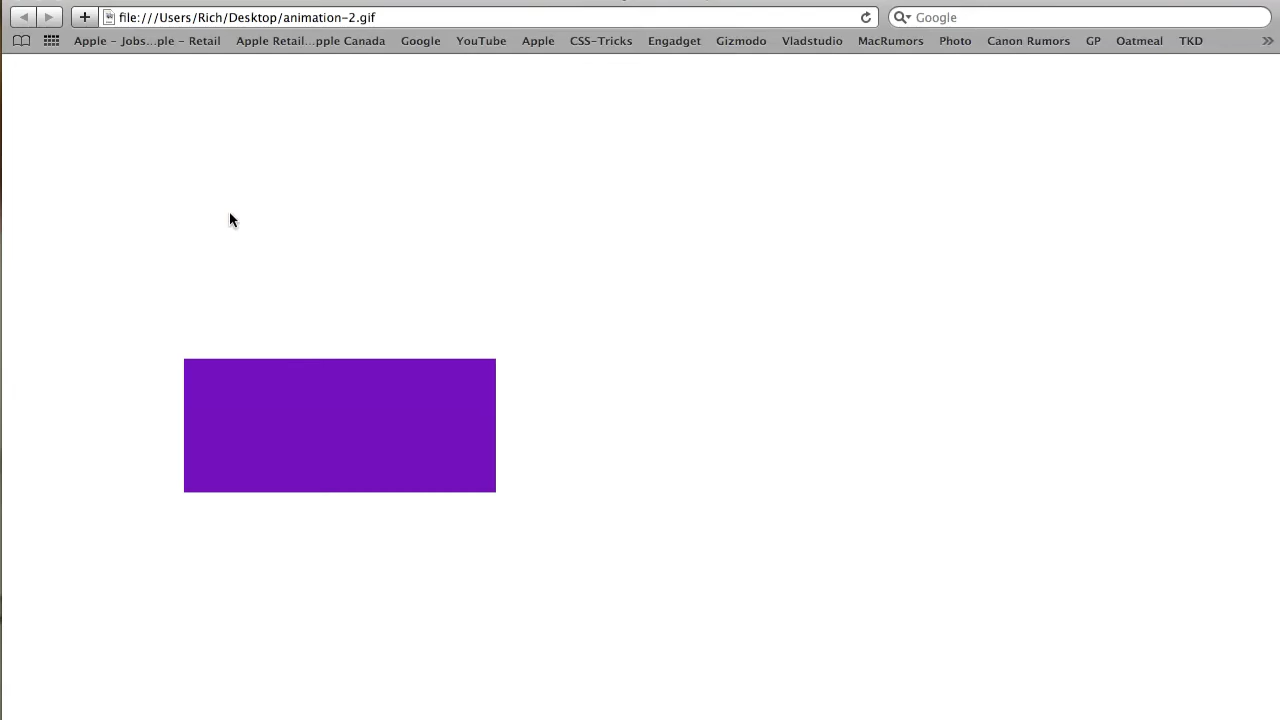 file:///Users/Rich/Desktop/animation-2.gif Google
Apple - Jobs...ple - Retail Apple Retail...pple Canada Google YouTube Apple CSS-Tricks Engadget Gizmodo Vladstudio MacRumors Photo Canon Rumors GP Oatmeal TKD